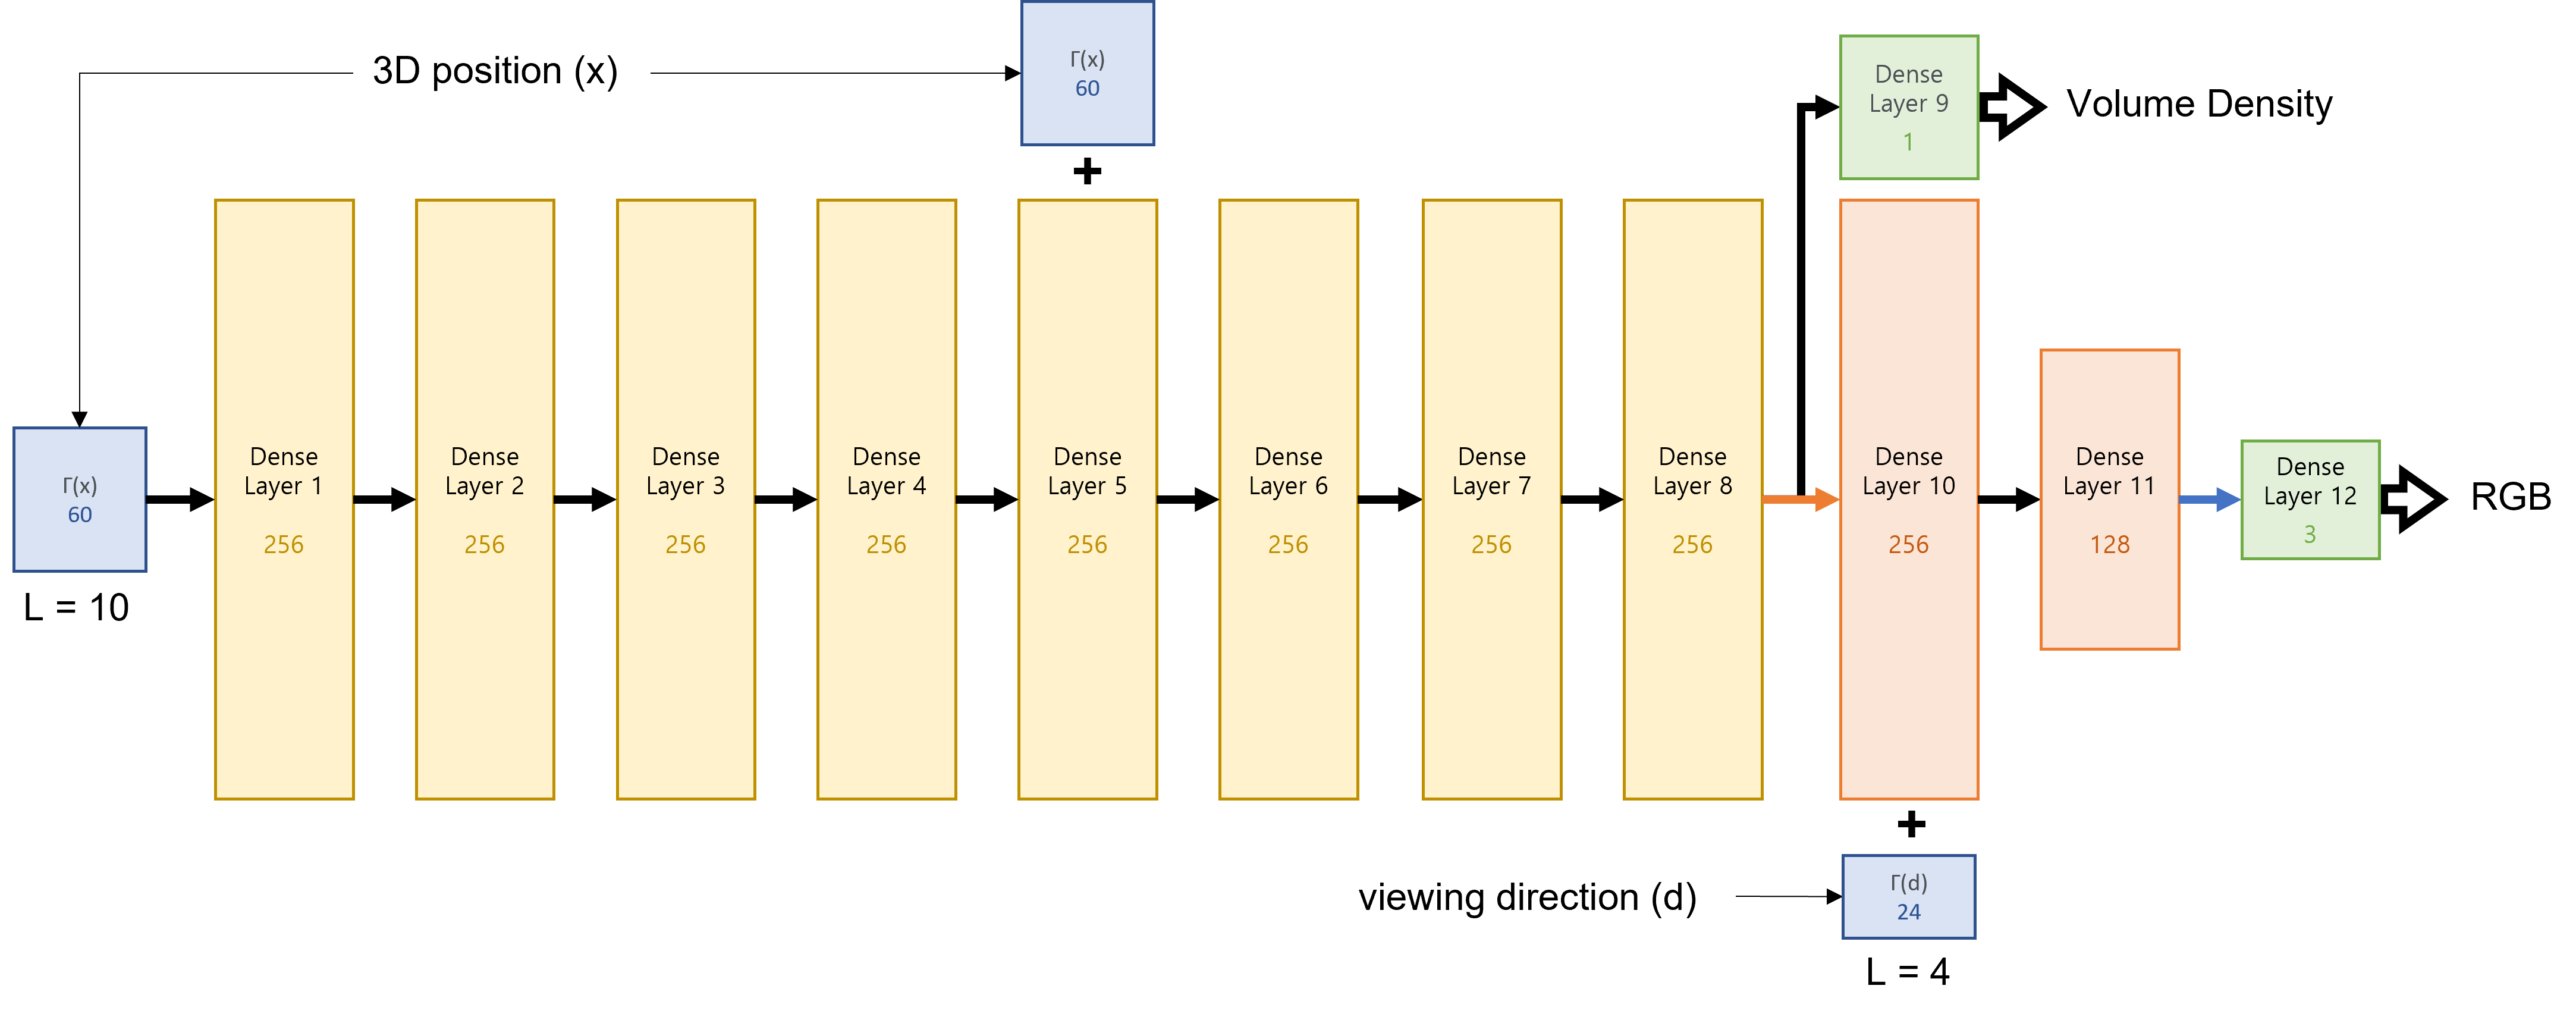 3D position (x)
Γ(x)
60
Dense
Layer 9
1
Volume Density
+
Γ(x)
60
L = 10
Dense
Layer 1
256
Dense
Layer 2
256
Dense
Layer 3
256
Dense
Layer 4
256
Dense
Layer 5
256
Dense
Layer 6
256
Dense
Layer 7
256
Dense
Layer 8
256
Dense
Layer 10
256
Dense
Layer 11
128
Dense
Layer 12
3
RGB
+
viewing direction (d)
Γ(d)
24
L = 4